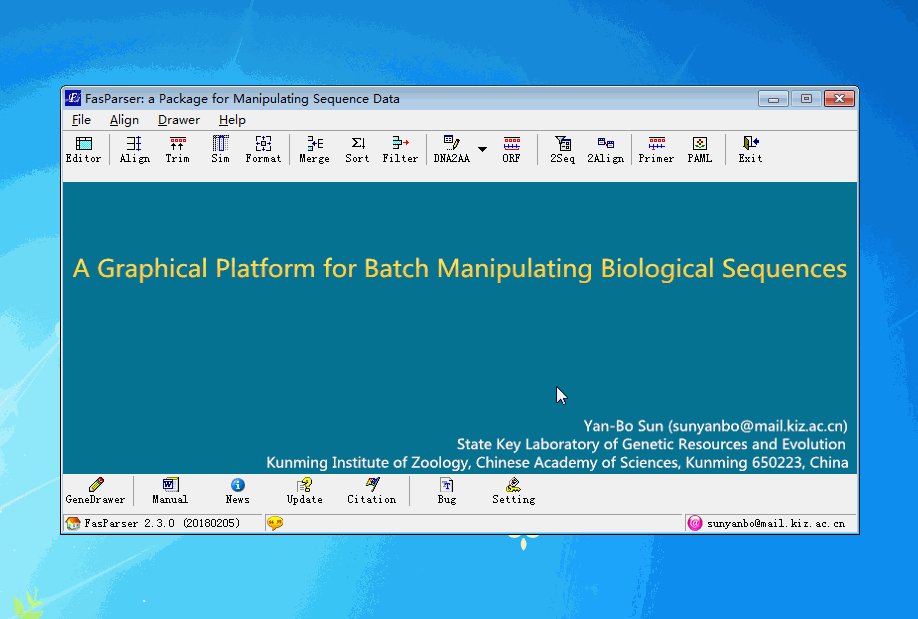 FasParser: a Package for Manipulating Sequence Data
File Align Drawer Help
Editor Align Trim Sim Format Merge Sort Filter DNA2AA ORF 2Seq 2Align Primer PAML Exit
A Graphical Platform for Batch Manipulating Biological Sequences
Yan-Bo Sun (sunyanbo@mail.kiz.ac.cn)
State Key Laboratory of Genetic Resources and Evolution
Kunming Institute of Zoology, Chinese Academy of Sciences, Kunming 650223, China
GeneDrawer Manual News Update Citation Bug Setting
FasParser 2.3.0 (20180205) sunyanbo@mail.kiz.ac.cn